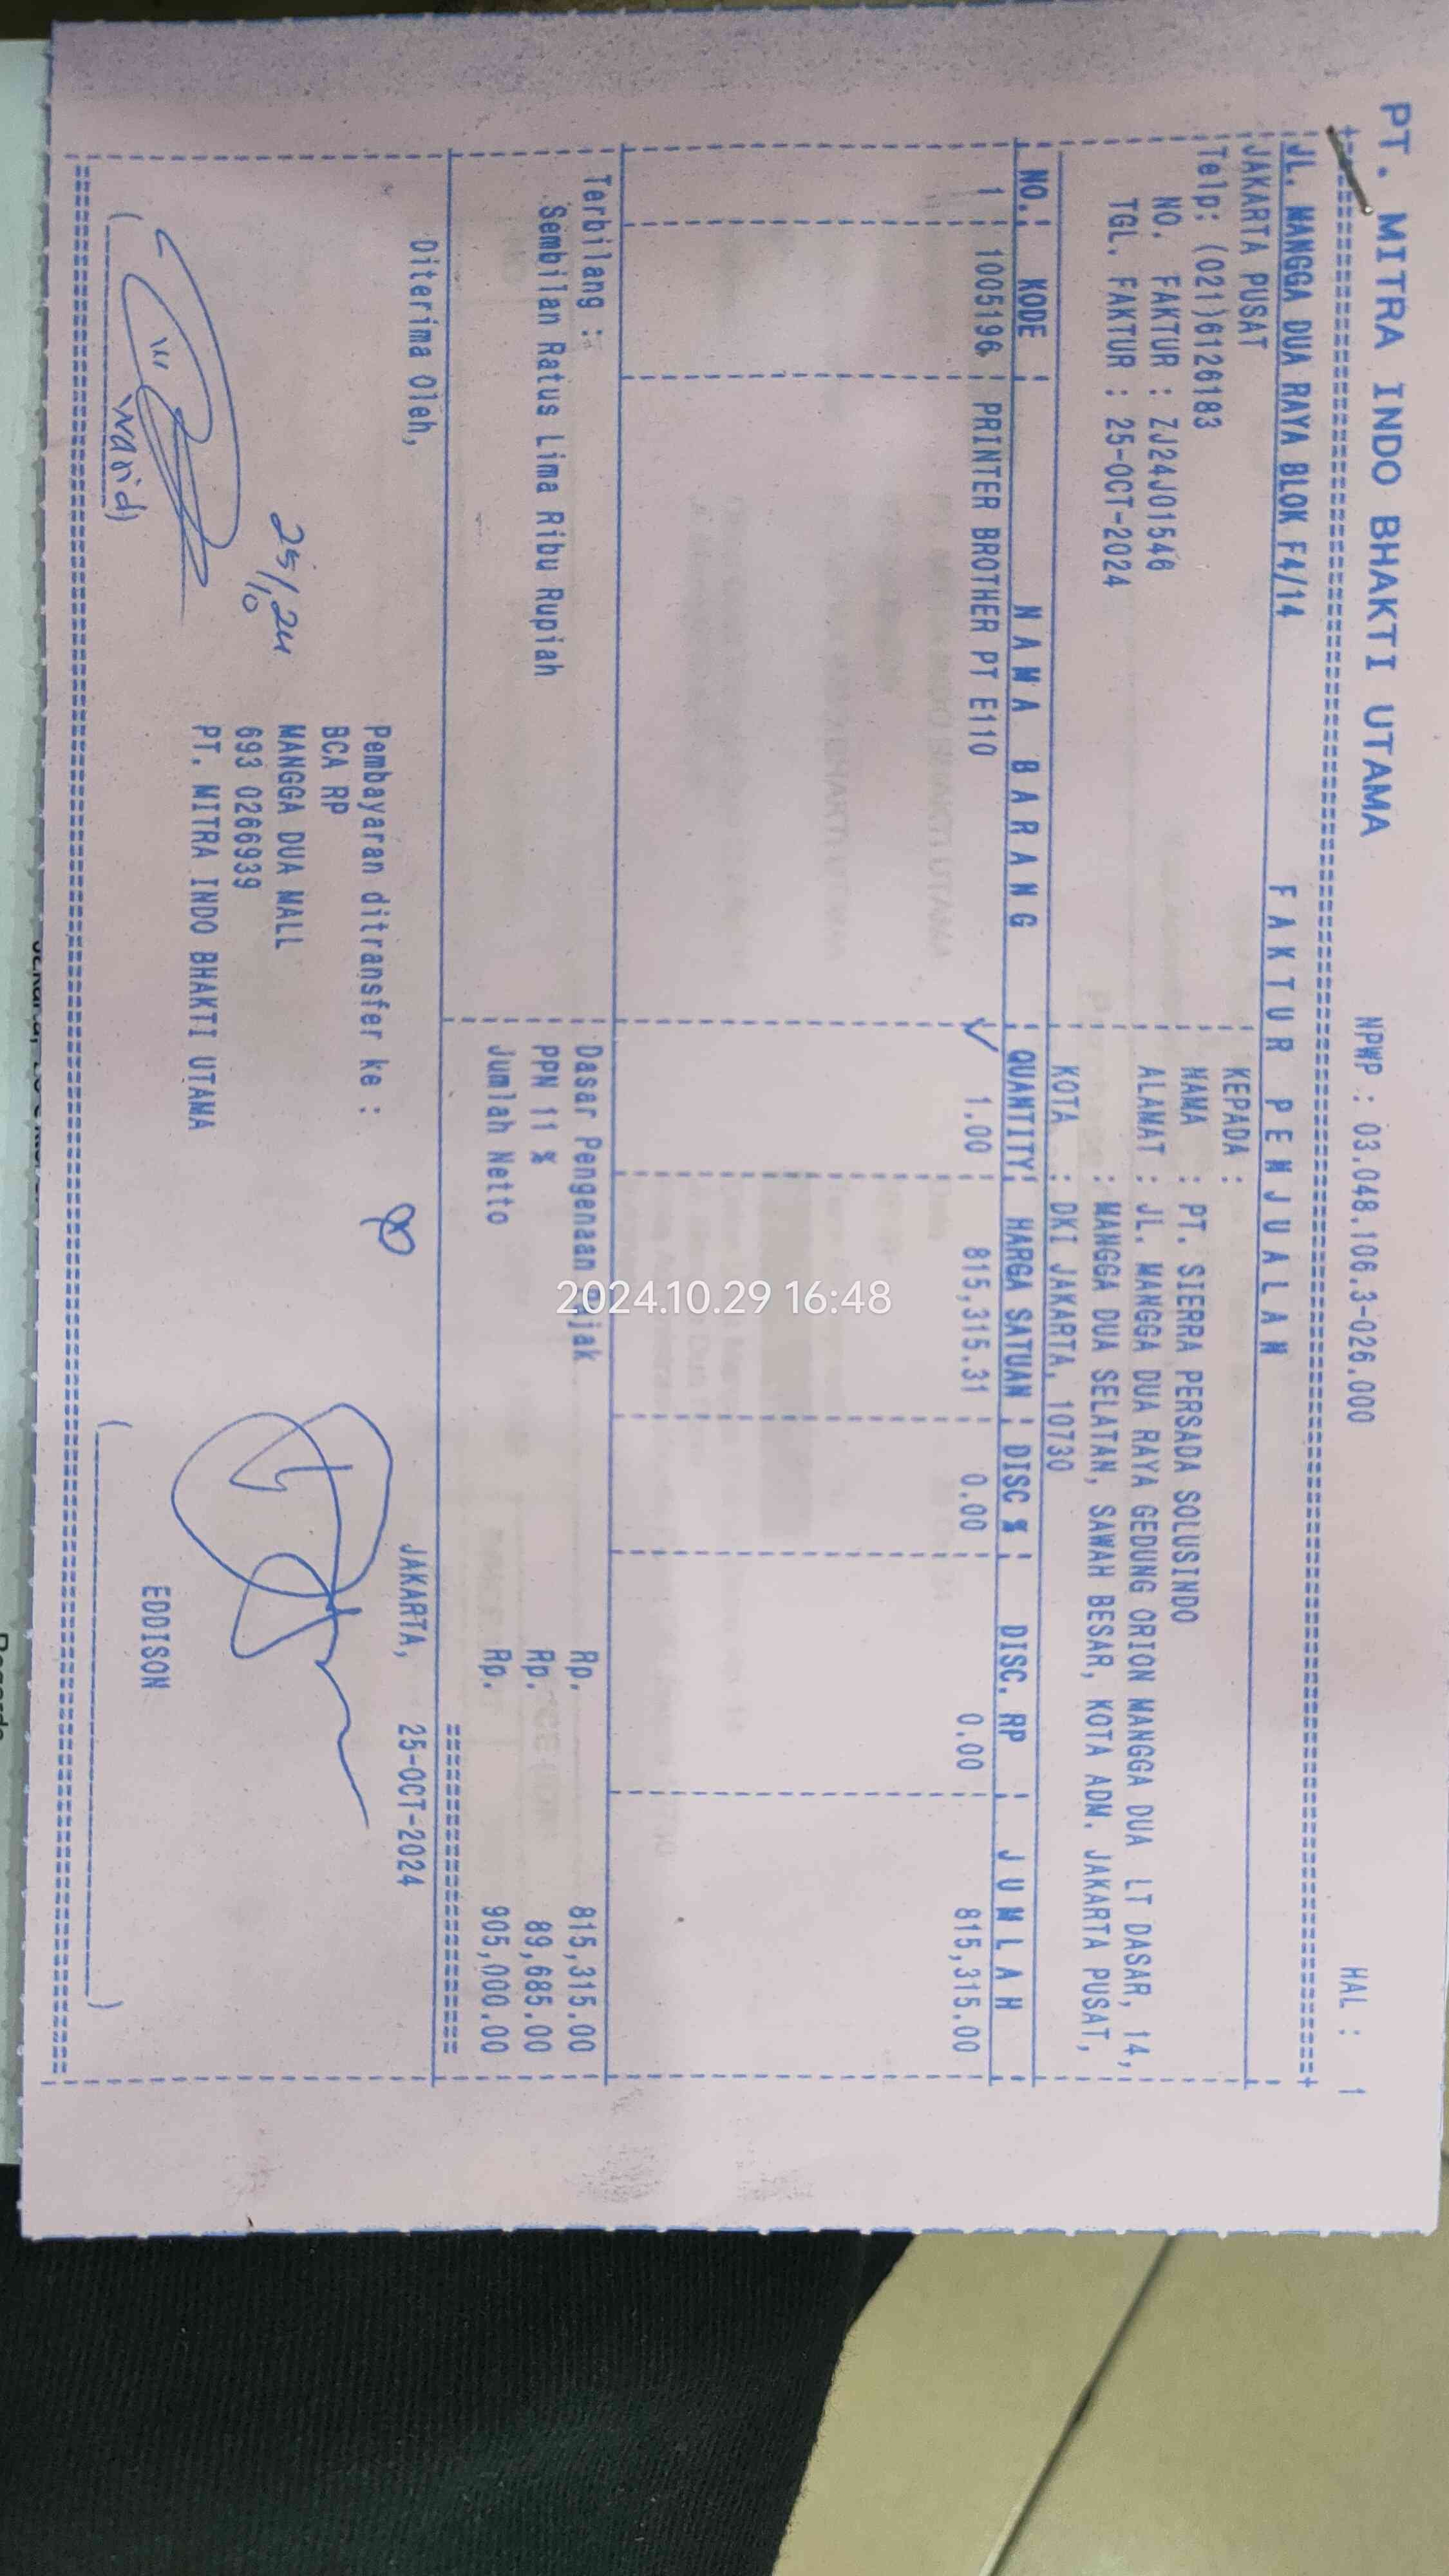 PT. MITRA INDO BHAKTI UTAMA NPWP : 03.048.106.3-026.000 HAL : 1
JL. MANGGA DUA RAYA BLOK F4/14 FAKTUR PENJUALAN
JAKARTA PUSAT KEPADA :
Telp: (021)6126183 NAMA : PT. SIERRA PERSADA SOLUSINDO
NO. FAKTUR : ZJ24J01546 ALAMAT : JL. MANGGA DUA RAYA GEDUNG ORION MANGGA DUA LT DASAR, 14,
TGL. FAKTUR : 25-OCT-2024 : MANGGA DUA SELATAN, SAWAH BESAR, KOTA ADM. JAKARTA PUSAT,
KOTA : DKI JAKARTA, 10730
NO. KODE NAMA BARANG QUANTITY HARGA SATUAN DISC % DISC. RP JUMLAH
1 1005196 PRINTER BROTHER PT E110 1.00 815,315.31 0.00 0.00 815,315.00
Terbilang : Dasar Pengenaan Rp. 815,315.00
Sembilan Ratus Lima Ribu Rupiah PPN 11 % Rp. 89,685.00
Jumlah Netto Rp. 905,000.00
Diterima Oleh, JAKARTA, 25-OCT-2024
Pembayaran ditransfer ke :
BCA RP
MANGGA DUA MALL
25/10 24
693 0266939
PT. MITRA INDO BHAKTI UTAMA
EDDISON
(Warid)
2024.10.29 16:48